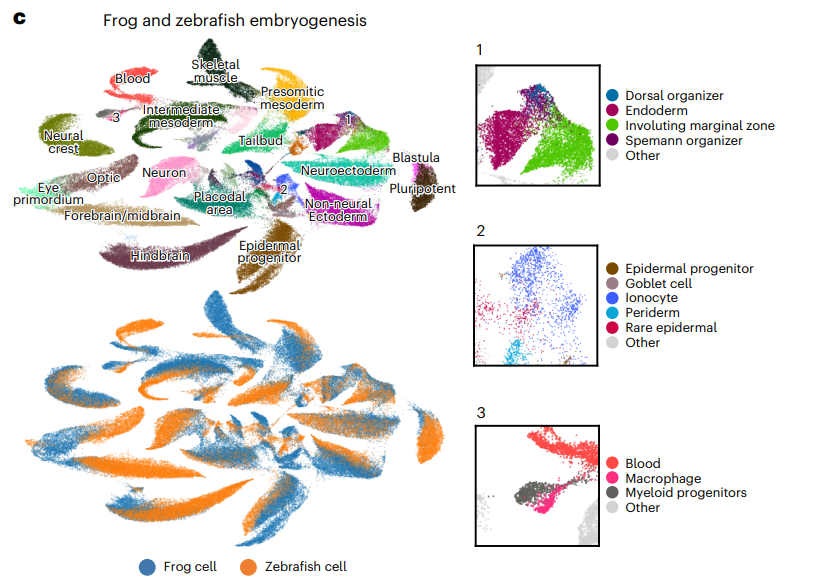 c
Frog and zebrafish embryogenesis
Skeletal
muscle
Blood
Presomitic
mesoderm
3
Intermediate
mesoderm
1
Neural
crest
Tailbud
Blastula
Optic
Neuron
Neuroectoderm
Eye
primordium
2
Pluripotent
Placodal
area
Non-neural
Ectoderm
Forebrain/midbrain
Hindbrain
Epidermal
progenitor
Frog cell
Zebrafish cell
1
Dorsal organizer
Endoderm
Involuting marginal zone
Spemann organizer
Other
2
Epidermal progenitor
Goblet cell
Ionocyte
Periderm
Rare epidermal
Other
3
Blood
Macrophage
Myeloid progenitors
Other